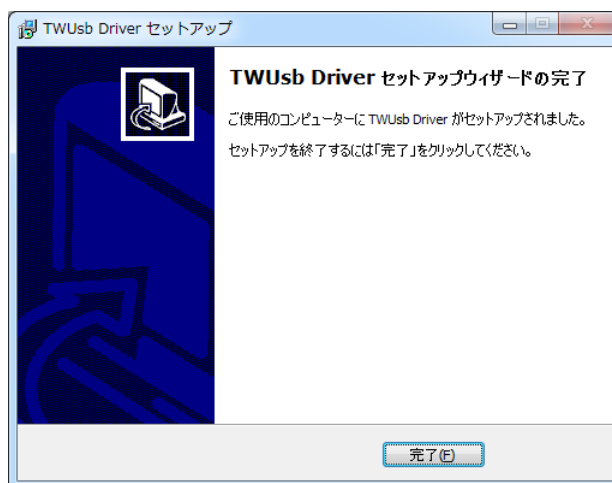 TWUsb Driver セットアップ
TWUsb Driver セットアップウィザードの完了
ご使用のコンピューターに TWUsb Driver がセットアップされました。
セットアップを終了するには「完了」をクリックしてください。
完了(F)